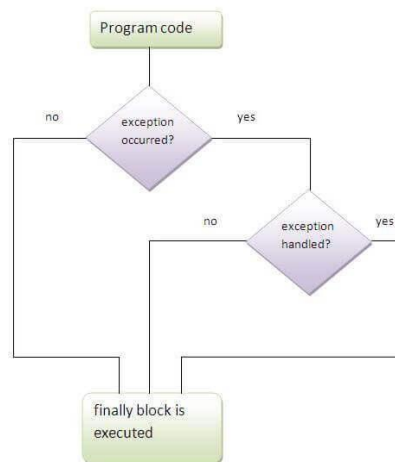 Program code
no
exception
occurred?
yes
no
exception
handled?
yes
finally block is
executed